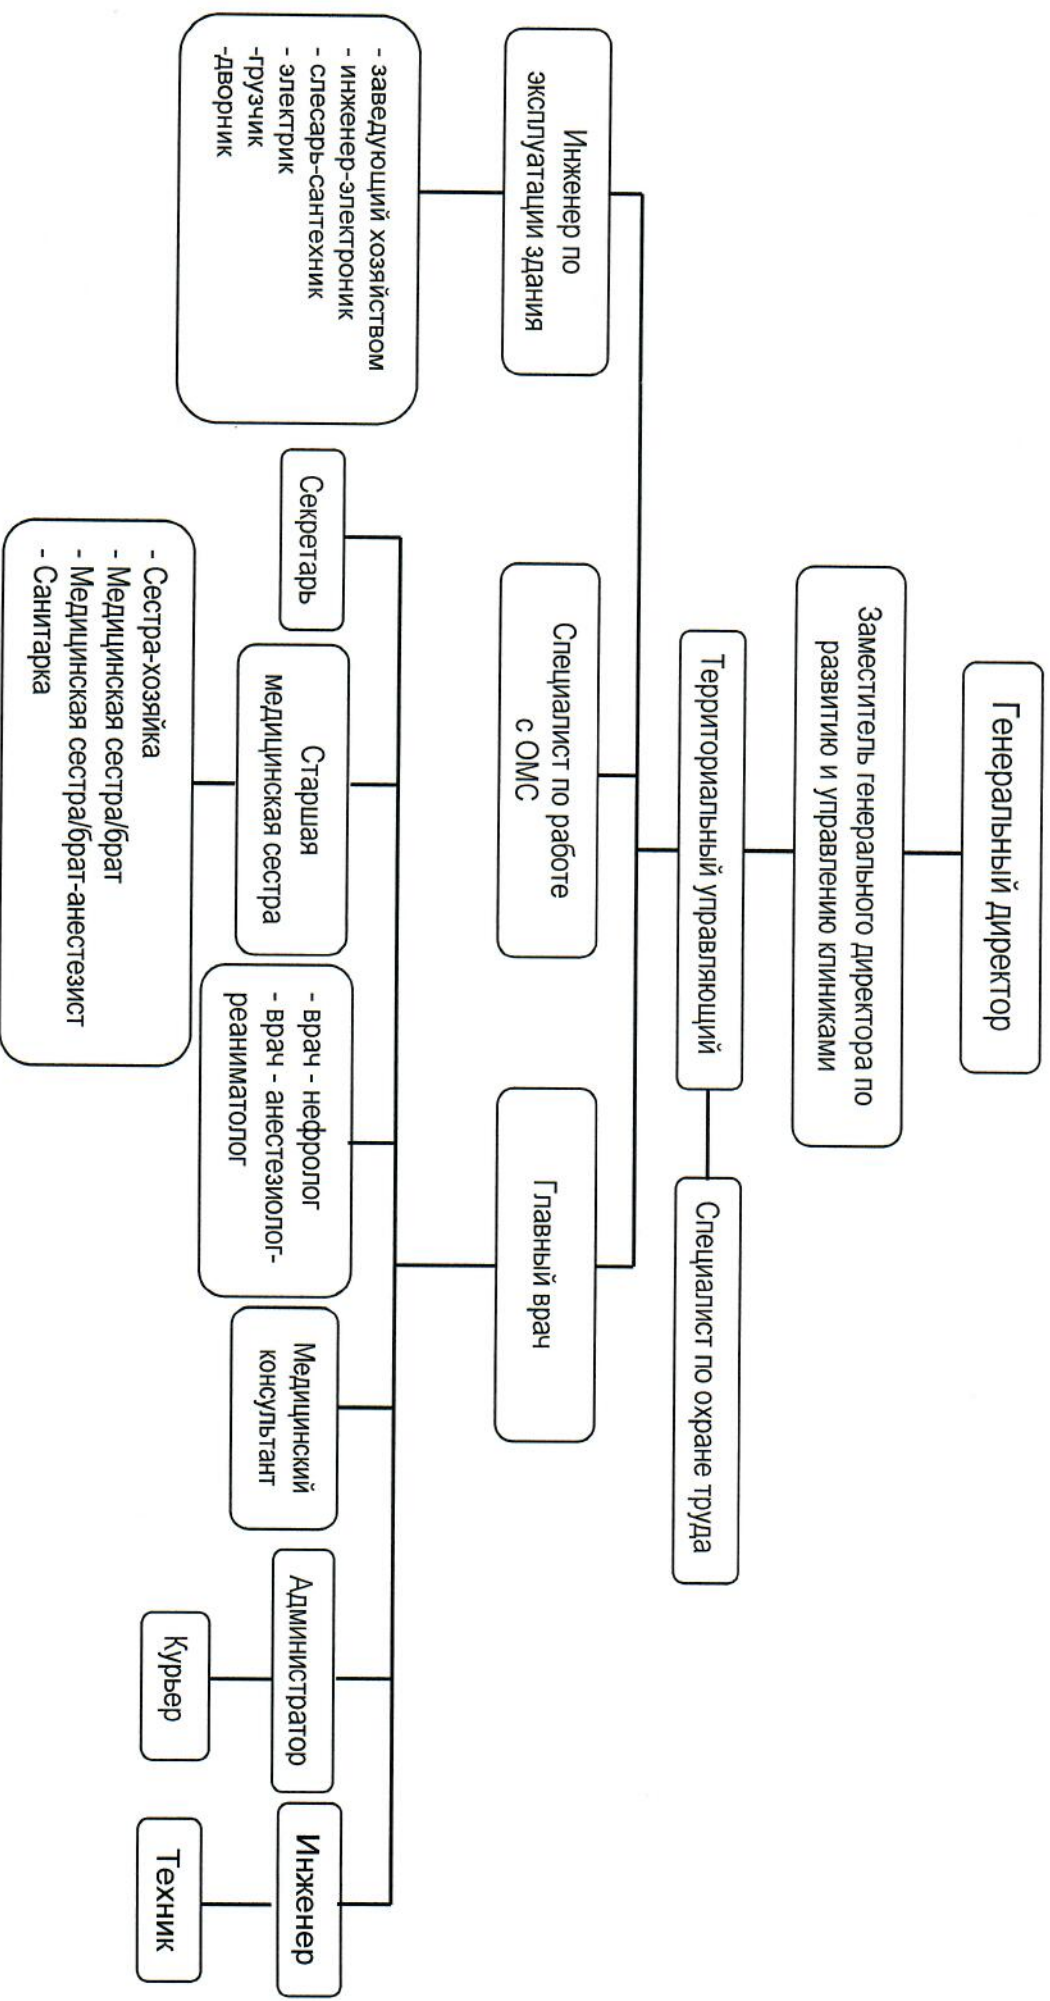 Генеральный директор
Заместитель генерального директора по
развитию и управлению клиниками
Территориальный управляющий
Специалист по охране труда
Инженер по
эксплуатации здания
Специалист по работе
с ОМС
Главный врач
- заведующий хозяйством
- инженер-электроник
- слесарь-сантехник
- электрик
-грузчик
-дворник
Секретарь
Старшая
медицинская сестра
- врач - нефролог
- врач - анестезиолог-
реаниматолог
Медицинский
консультант
Администратор
Инженер
- Сестра-хозяйка
- Медицинская сестра/брат
- Медицинская сестра/брат-анестезист
- Санитарка
Курьер
Техник